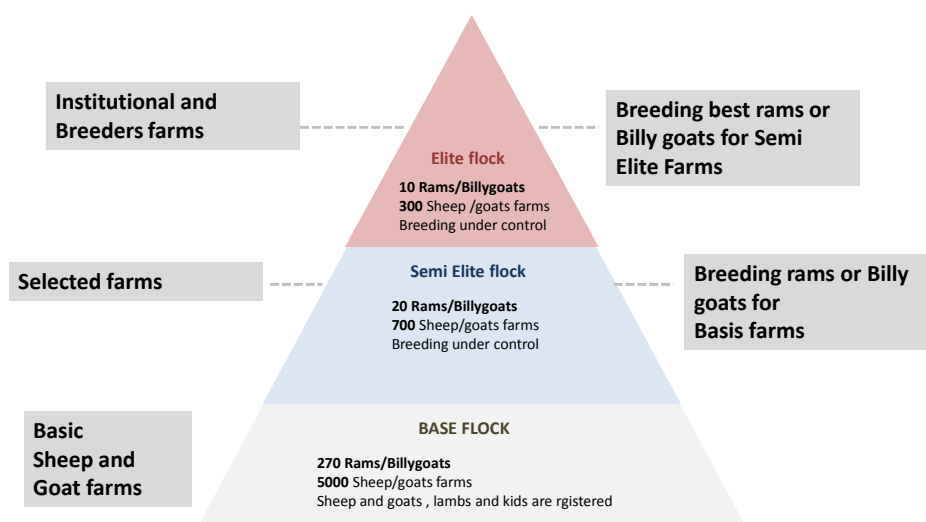 Institutional and
Breeders farms
Breeding best rams or
Billy goats for Semi
Elite Farms
Elite flock
10 Rams/Billygoats
300 Sheep /goats farms
Breeding under control
Selected farms
Semi Elite flock
20 Rams/Billygoats
700 Sheep/goats farms
Breeding under control
Breeding rams or Billy
goats for
Basis farms
Basic
Sheep and
Goat farms
BASE FLOCK
270 Rams/Billygoats
5000 Sheep/goats farms
Sheep and goats , lambs and kids are rgistered